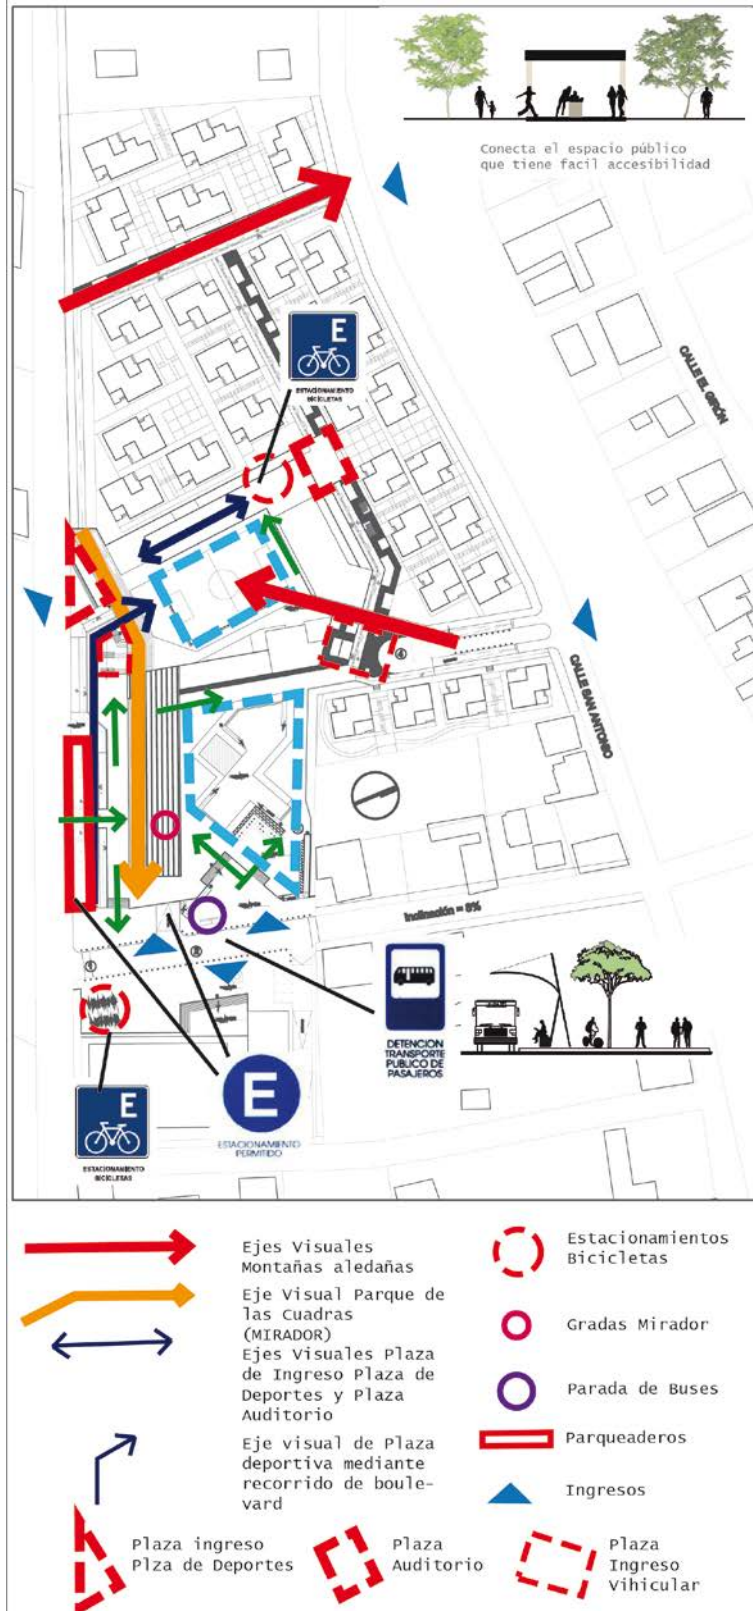 Conecta el espacio público
que tiene facil accesibilidad
E
ESTACIONAMIENTO
BICICLETAS
CALLE EL GIRÓN
CALLE SAN ANTONIO
4
Inclinación = 8%
1
2
DETENCION
TRANSPORTE
PUBLICO DE
PASAJEROS
E
ESTACIONAMIENTO
BICICLETAS
E
ESTACIONAMIENTO
PERMITIDO
Ejes Visuales
Montañas aledañas
Eje Visual Parque de
las Cuadras
(MIRADOR)
Ejes Visuales Plaza
de Ingreso Plaza de
Deportes y Plaza
Auditorio
Eje visual de Plaza
deportiva mediante
recorrido de boule-
vard
Estacionamientos
Bicicletas
Gradas Mirador
Parada de Buses
Parqueaderos
Ingresos
Plaza ingreso
Plza de Deportes
Plaza
Auditorio
Plaza
Ingreso
Vihicular